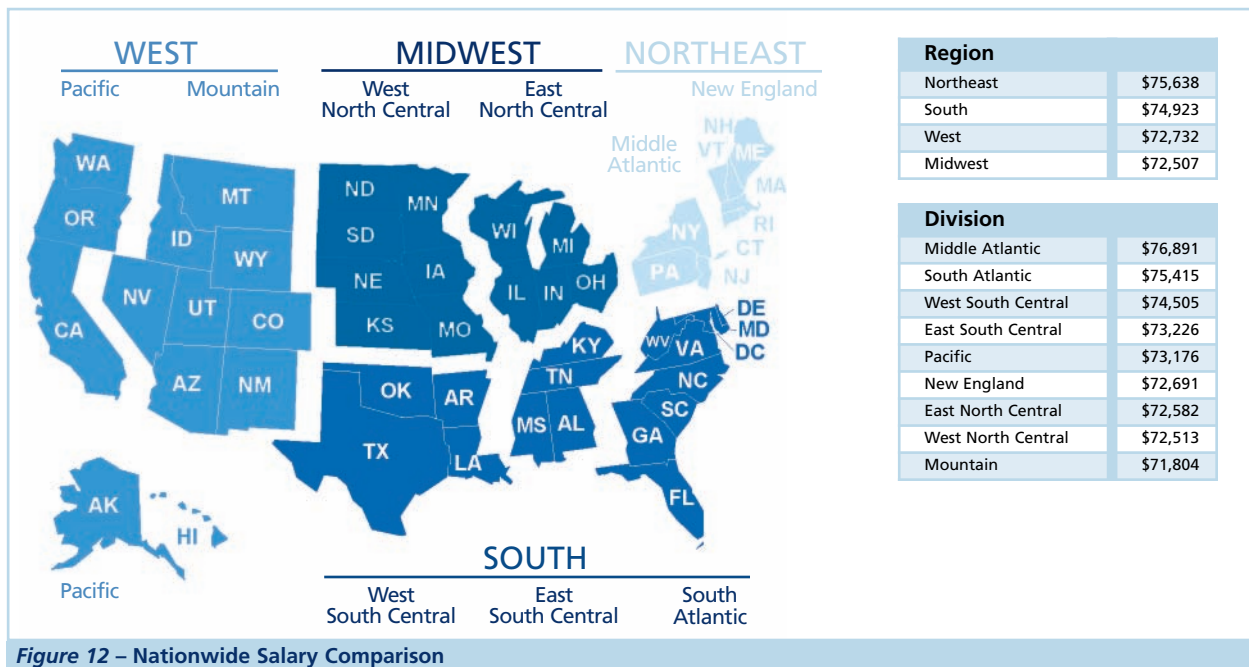 WEST
Pacific Mountain
MIDWEST
West
North Central
East
North Central
NORTHEAST
New England
Middle
Atlantic
WA
OR
CA
NV
ID
MT
WY
UT
CO
AZ
NM
AK
HI
Pacific
ND
SD
NE
KS
MN
IA
MO
WI
MI
IL
IN
OH
NH
VT
ME
MA
RI
CT
NJ
NY
PA
DE
MD
DC
WV
VA
KY
TN
NC
SC
GA
FL
MS
AL
OK
AR
TX
LA
SOUTH
West
South Central
East
South Central
South
Atlantic
Region
Northeast $75,638
South $74,923
West $72,732
Midwest $72,507
Division
Middle Atlantic $76,891
South Atlantic $75,415
West South Central $74,505
East South Central $73,226
Pacific $73,176
New England $72,691
East North Central $72,582
West North Central $72,513
Mountain $71,804
Figure 12 – Nationwide Salary Comparison